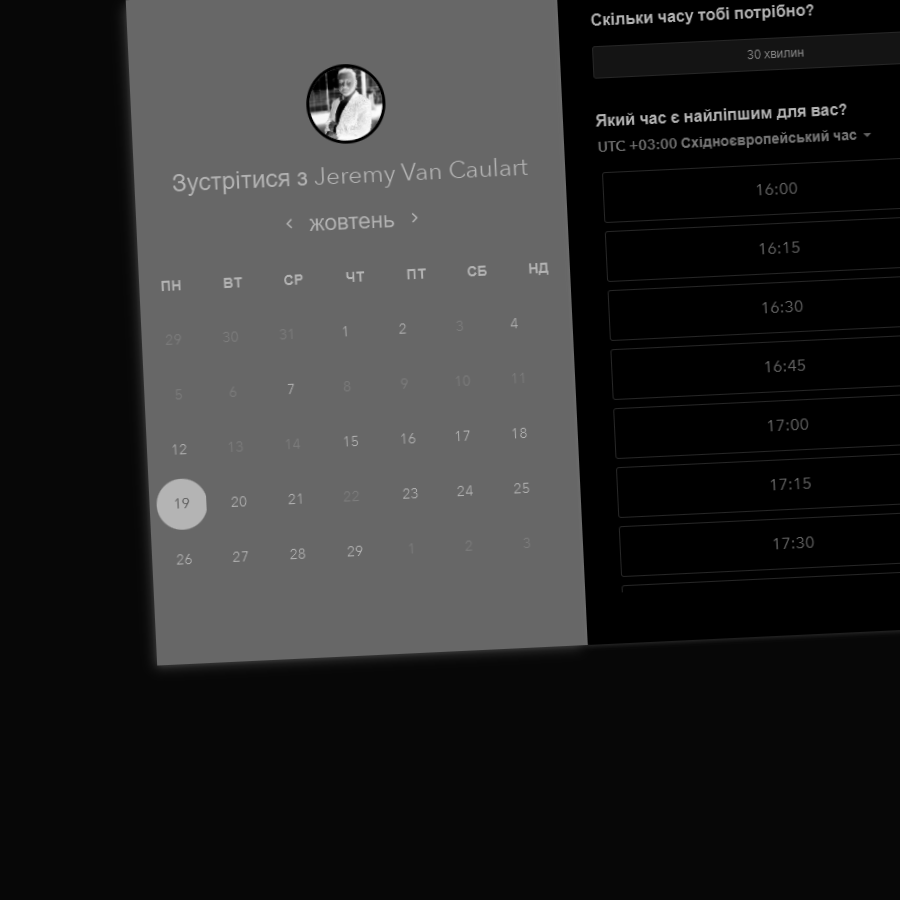 Зустрітися з Jeremy Van Caulart
жовтень
ПН ВТ СР ЧТ ПТ СБ НД
29 30 31 1 2 3 4
5 6 7 8 9 10 11
12 13 14 15 16 17 18
19 20 21 22 23 24 25
26 27 28 29 1 2 3
Скільки часу тобі потрібно?
30 хвилин
Який час є найліпшим для вас?
UTC +03:00 Східноєвропейський час
16:00
16:15
16:30
16:45
17:00
17:15
17:30